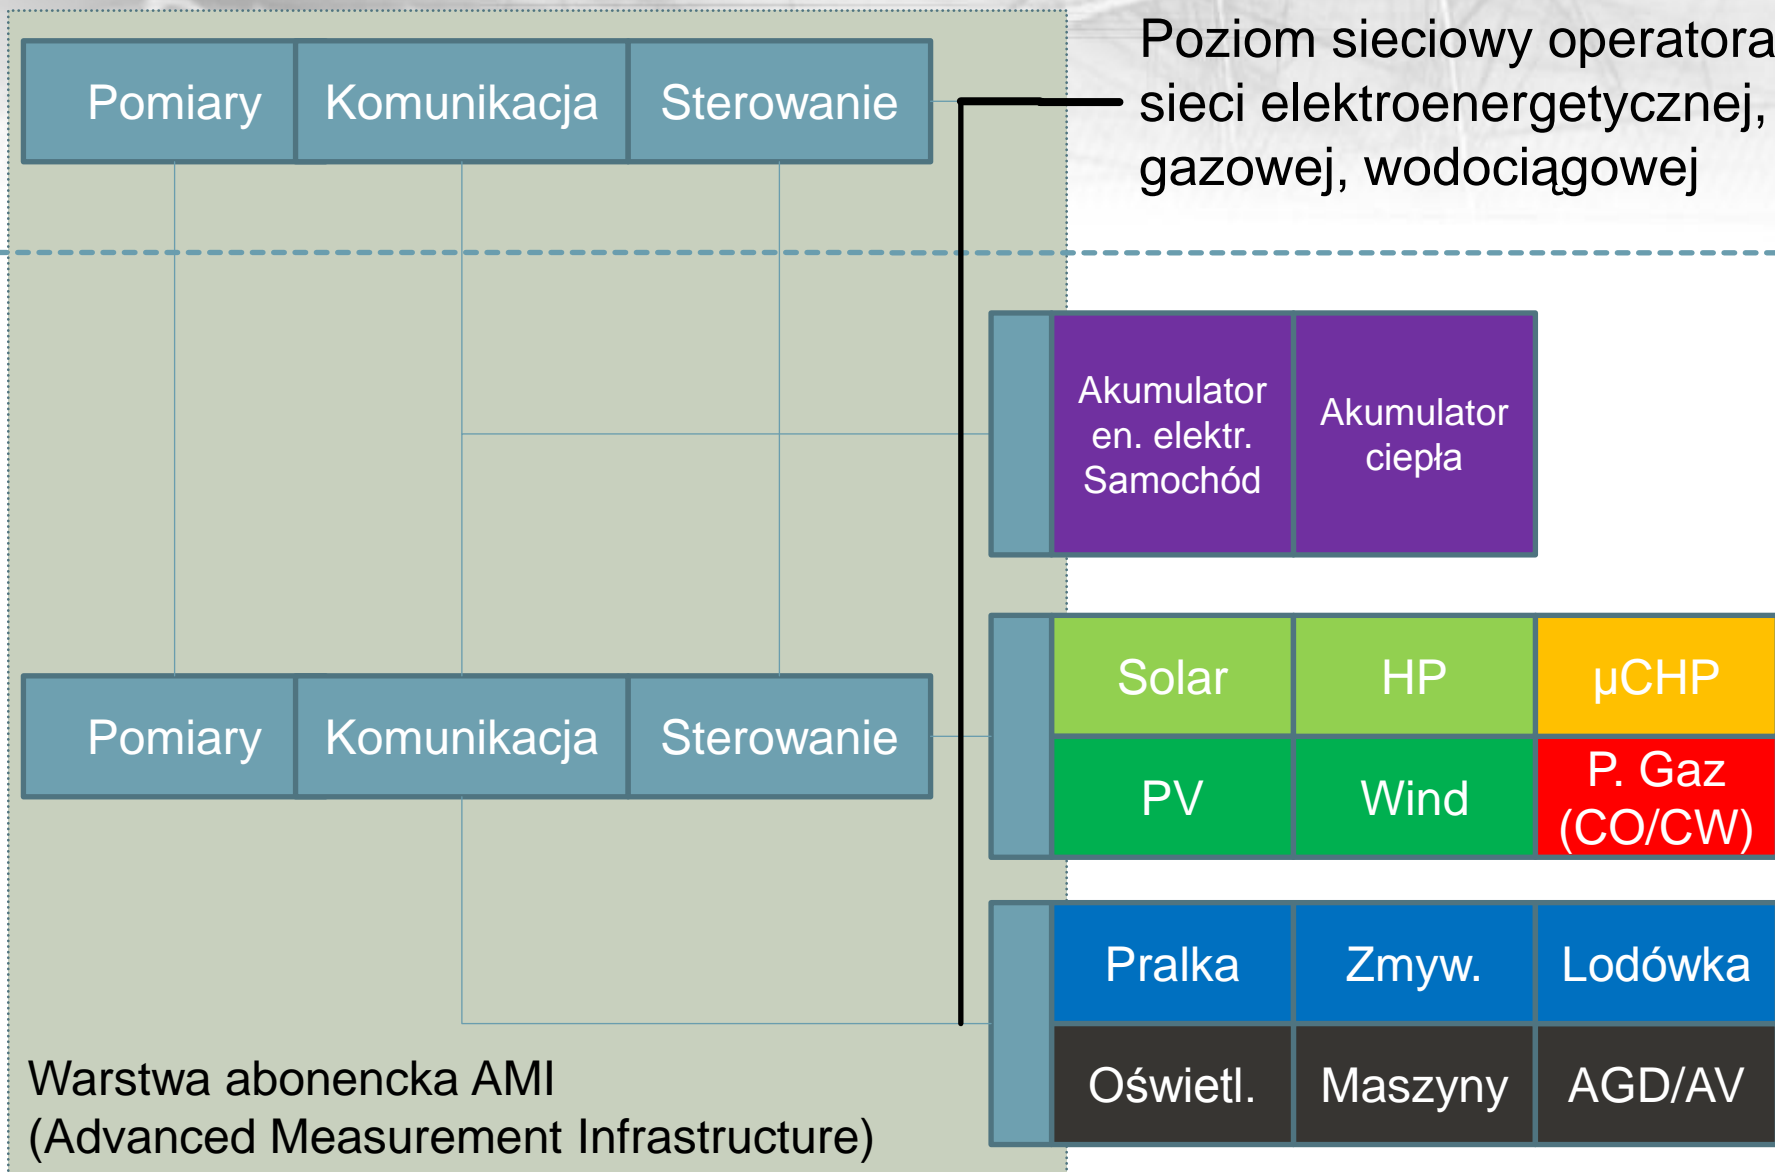 Poziom sieciowy operatora
sieci elektroenergetycznej,
gazowej, wodociągowej
Pomiary Komunikacja Sterowanie
Akumulator
en. elektr.
Samochód
Akumulator
ciepła
Pomiary Komunikacja Sterowanie
Solar HP µCHP
PV Wind P. Gaz
(CO/CW)
Pralka Zmyw. Lodówka
Oświetl. Maszyny AGD/AV
Warstwa abonencka AMI
(Advanced Measurement Infrastructure)